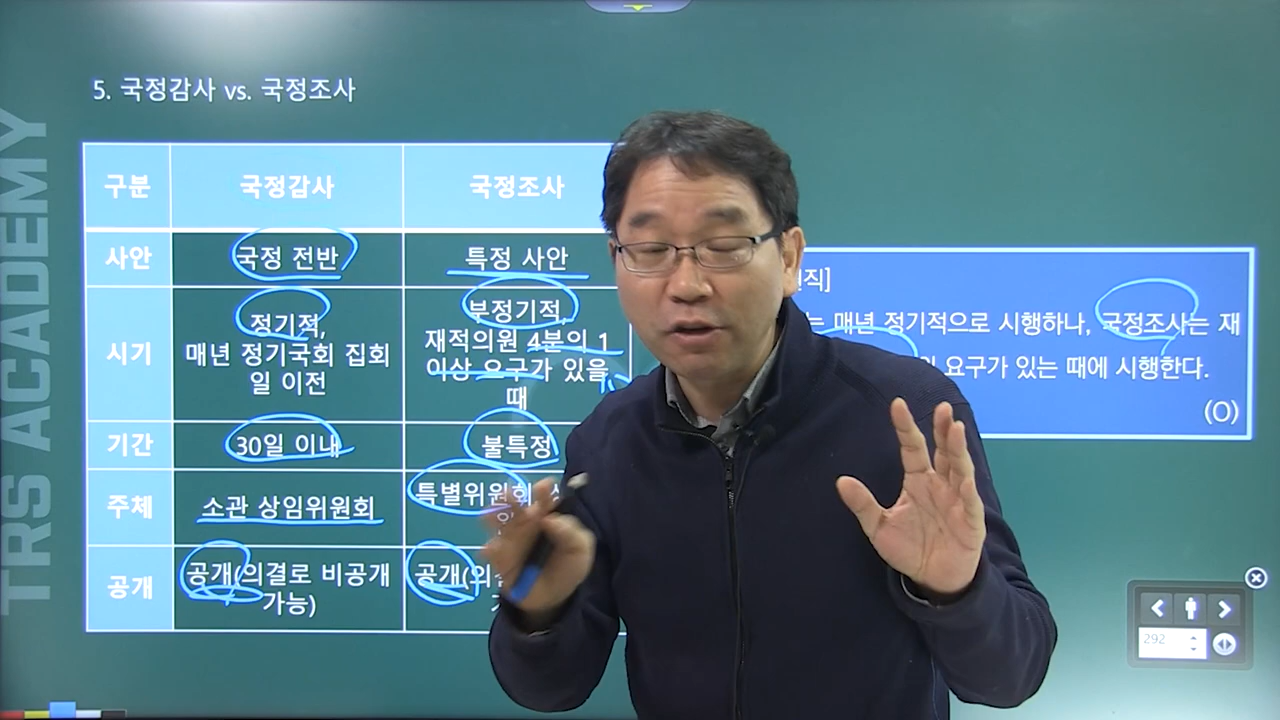 TRS ACADEMY
5. 국정감사 vs. 국정조사
구분 국정감사 국정조사
사안 국정 전반 특정 사안
시기 정기적,
매년 정기국회 집회
일 이전
부정기적,
재적의원 4분의 1
이상 요구가 있을
때
기간 30일 이내 불특정
주체 소관 상임위원회 특별위원회,
공개 공개(의결로 비공개
가능)
공개(의결
직]
는 매년 정기적으로 시행하나, 국정조사는 재
요구가 있는 때에 시행한다.
(O)
292